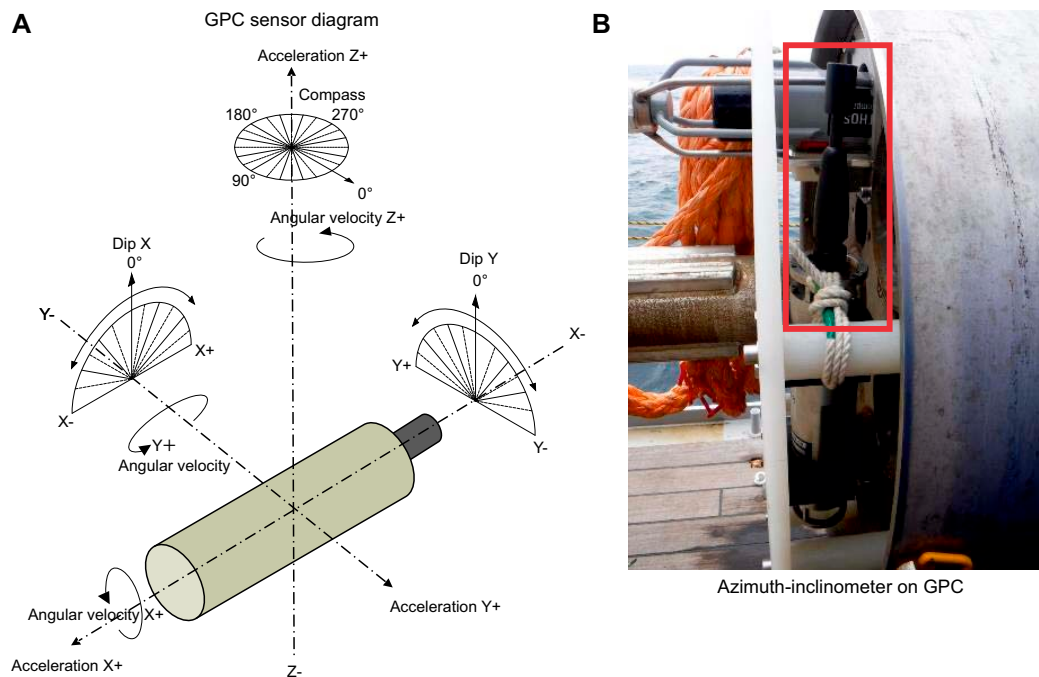 A
GPC sensor diagram
Acceleration Z+
Compass
180°
270°
90°
0°
Angular velocity Z+
Dip X
0°
Y-
X+
X-
Dip Y
0°
X-
Y+
Y-
Y+
Angular velocity
Angular velocity X+
Acceleration X+
Acceleration Y+
Z-
B
Azimuth-inclinometer on GPC